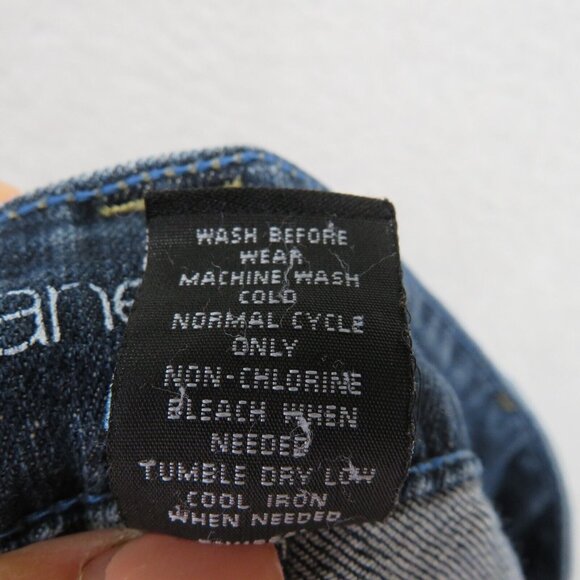 WASH BEFORE
WEAR
MACHINE WASH
COLD
NORMAL CYCLE
ONLY
NON-CHLORINE
BLEACH WHEN
NEEDED
TUMBLE DRY LOW
COOL IRON
WHEN NEEDED